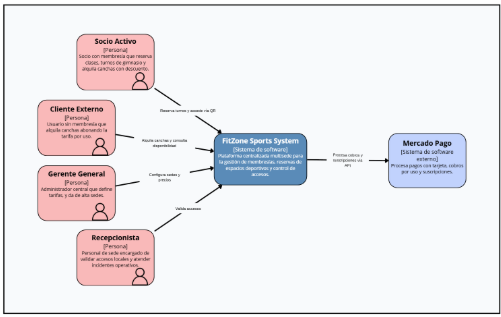 Socio Activo
[Persona]
Socio con membresía que reserva
clases, turnos de gimnasio y
alquila canchas con descuento.
Reserva turnos y accede vía QR
Cliente Externo
[Persona]
Usuario sin membresía que
alquila canchas abonando la
tarifa por uso.
Alquila canchas y consulta
disponibilidad
FitZone Sports System
[Sistema de software]
Plataforma centralizada multisede para
la gestión de membresías, reservas de
espacios deportivos y control de
accesos.
Procesa cobros y
suscripciones vía
API
Mercado Pago
[Sistema de software
externo]
Procesa pagos con tarjeta, cobros
por uso y suscripciones.
Gerente General
[Persona]
Administrador central que define
tarifas, y da de alta sedes.
Configura sedes y
Recepcionista
[Persona]
Personal de sede encargado de
validar accesos locales y atender
incidentes operativos.
Valida accesos